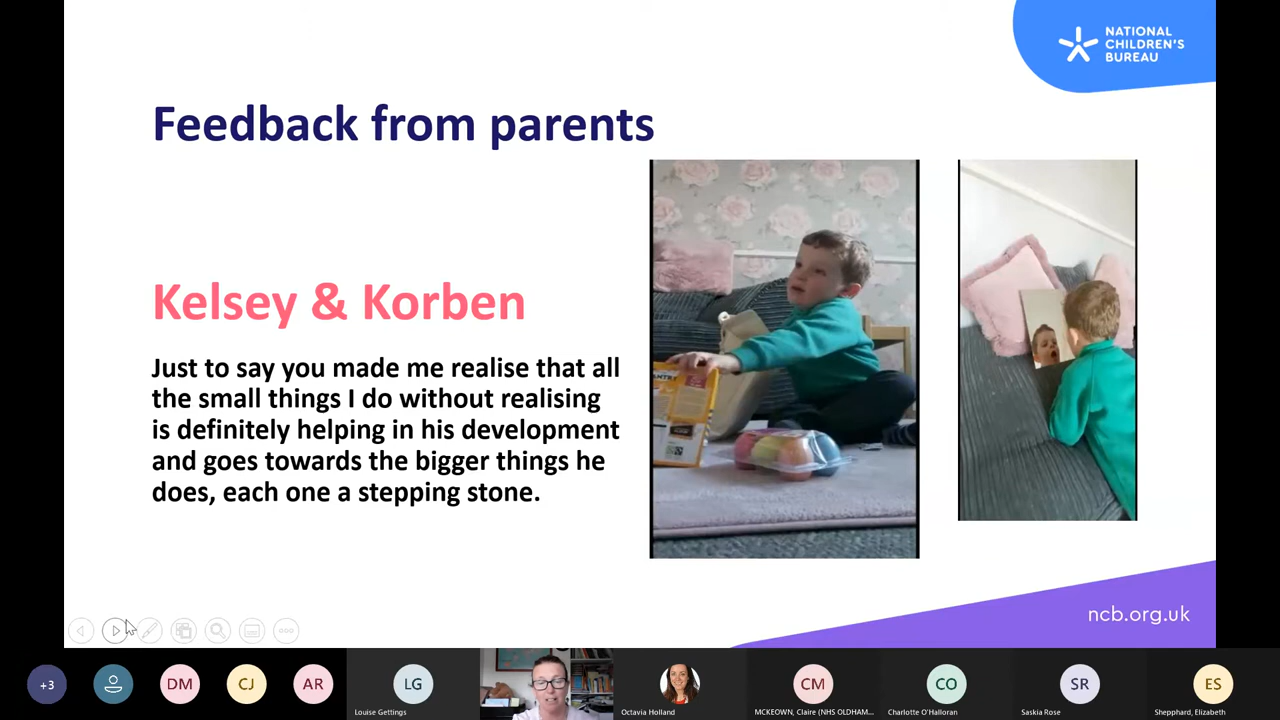 NATIONAL
CHILDREN'S
BUREAU
Feedback from parents
Kelsey & Korben
Just to say you made me realise that all
the small things I do without realising
is definitely helping in his development
and goes towards the bigger things he
does, each one a stepping stone.
ncb.org.uk
+3
DM
CJ
AR
LG
CM
CO
SR
ES
Louise Gettings
Octavia Holland
MCKEOWN, Claire (NHS OLDHAM...
Charlotte O'Halloran
Saskia Rose
Shepphard, Elizabeth